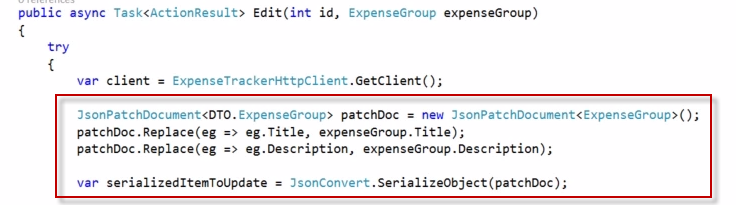 0 references
public async Task<ActionResult> Edit(int id, ExpenseGroup expenseGroup)
{
try
{
var client = ExpenseTrackerHttpClient.GetClient();
JsonPatchDocument<DTO.ExpenseGroup> patchDoc = new JsonPatchDocument<ExpenseGroup>();
patchDoc.Replace(eg => eg.Title, expenseGroup.Title);
patchDoc.Replace(eg => eg.Description, expenseGroup.Description);
var serializedItemToUpdate = JsonConvert.SerializeObject(patchDoc);